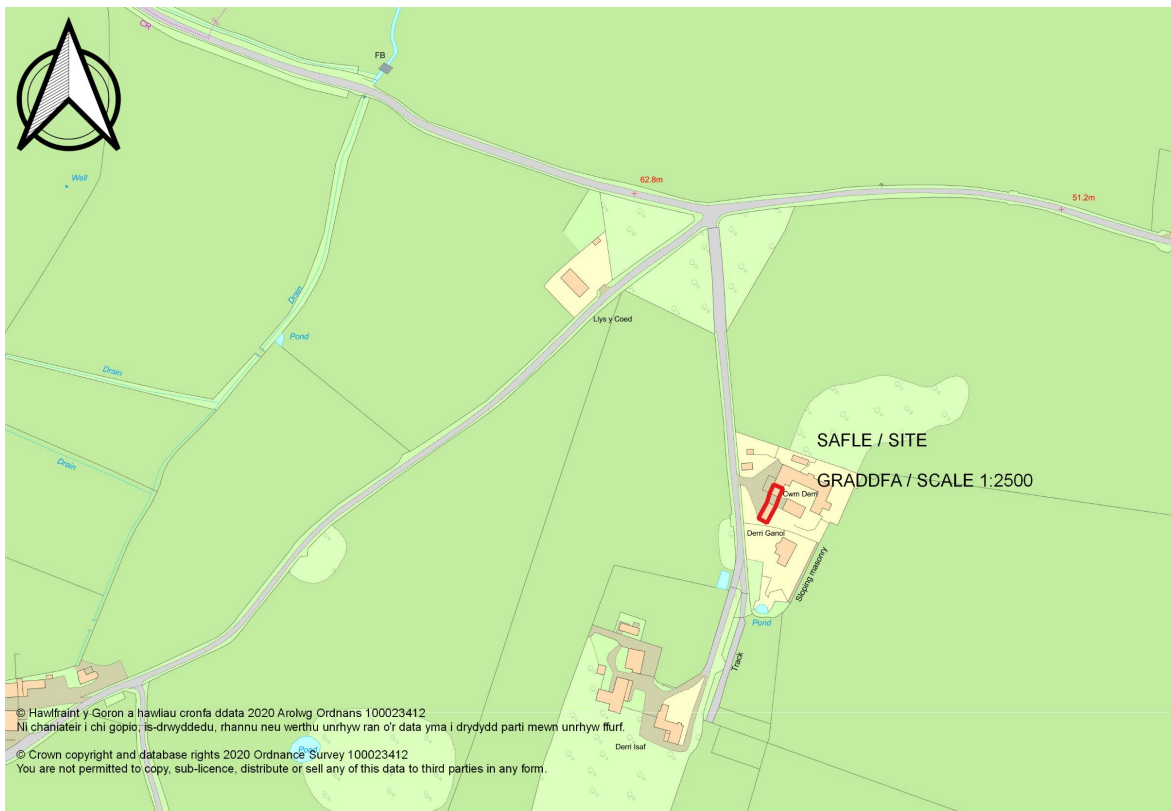 CR
FB
Well
62.8m
51.2m
Drain
Llys y Coed
Pond
Drain
SAFLE / SITE
Drain
GRADDFA / SCALE 1:2500
Cwm Derri
Derri Ganol
Sloping masonry
Pond
Track
© Hawlfraint y Goron a hawliau cronfa ddata 2020 Arolwg Ordnans 100023412
Ni chaniateir i chi gopio, is-drwyddedu, rhannu neu werthu unrhyw ran o'r data yma i drydydd parti mewn unrhyw ffurf.
Pond
Derri Isaf
© Crown copyright and database rights 2020 Ordnance Survey 100023412
You are not permitted to copy, sub-licence, distribute or sell any of this data to third parties in any form.